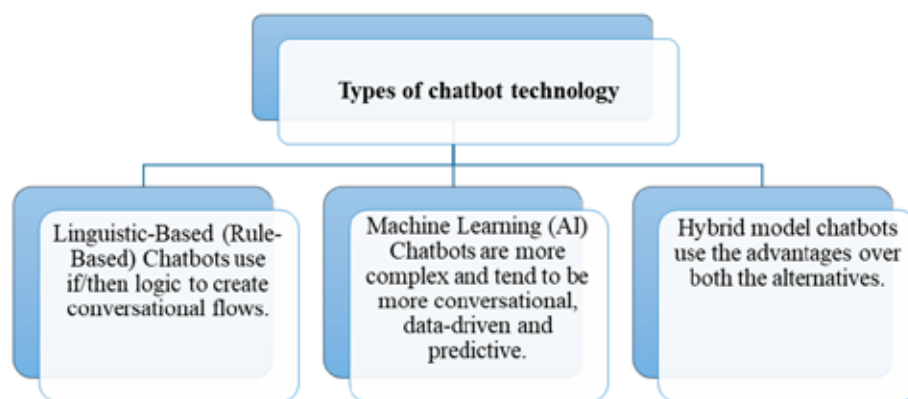 Types of chatbot technology
Linguistic-Based (Rule-
Based) Chatbots use
if/then logic to create
conversational flows.
Machine Learning (AI)
Chatbots are more
complex and tend to be
more conversational,
data-driven and
predictive.
Hybrid model chatbots
use the advantages over
both the alternatives.